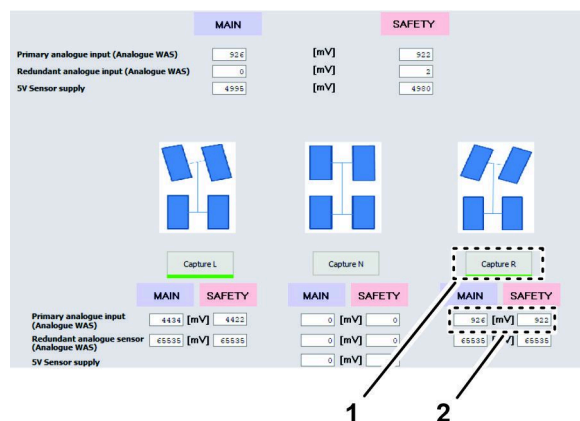 MAIN SAFETY
Primary analogue input (Analogue WAS) 926 [mV] 922
Redundant analogue input (Analogue WAS) 0 [mV] 2
5V Sensor supply 4995 [mV] 4980
Capture L Capture N Capture R
MAIN SAFETY MAIN SAFETY MAIN SAFETY
Primary analogue input
(Analogue WAS) 4434 [mV] 4422 0 [mV] 0 926 [mV] 922
Redundant analogue sensor
(Analogue WAS) 65535 [mV] 65535 0 [mV] 0 65535 65535
5V Sensor supply 0 [mV]
1 2